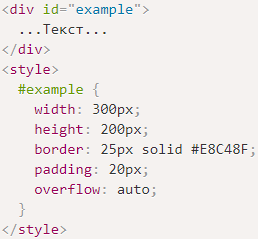 <div id="example">
  ...Текст...
</div>
<style>
  #example {
    width: 300px;
    height: 200px;
    border: 25px solid #E8C48F;
    padding: 20px;
    overflow: auto;
  }
</style>